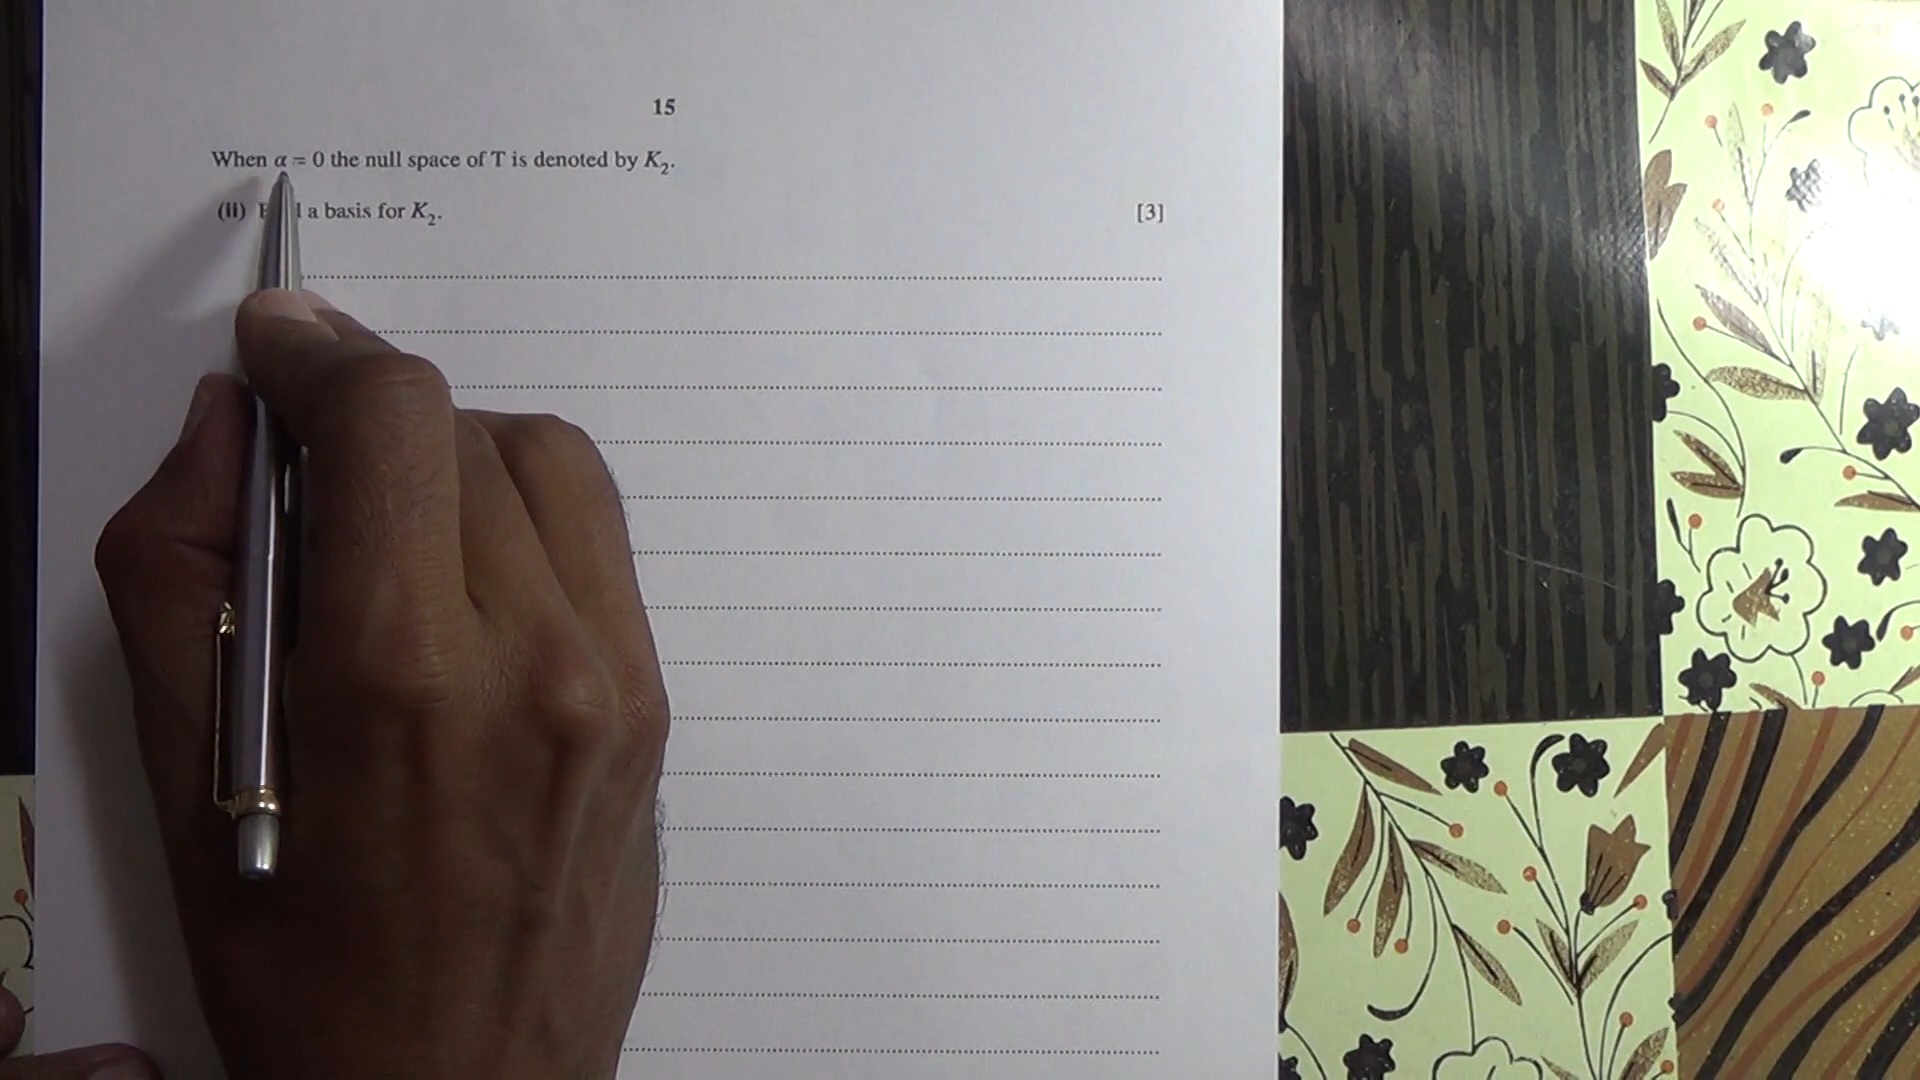 15
When α = 0 the null space of T is denoted by K₂.
(ii) a basis for K₂. [3]